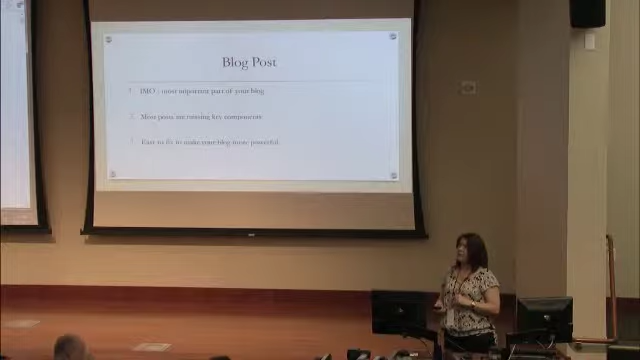 Blog Post
IMO - most important part of your blog
Most posts are missing key components
Easy to fix to make your blog more powerful.